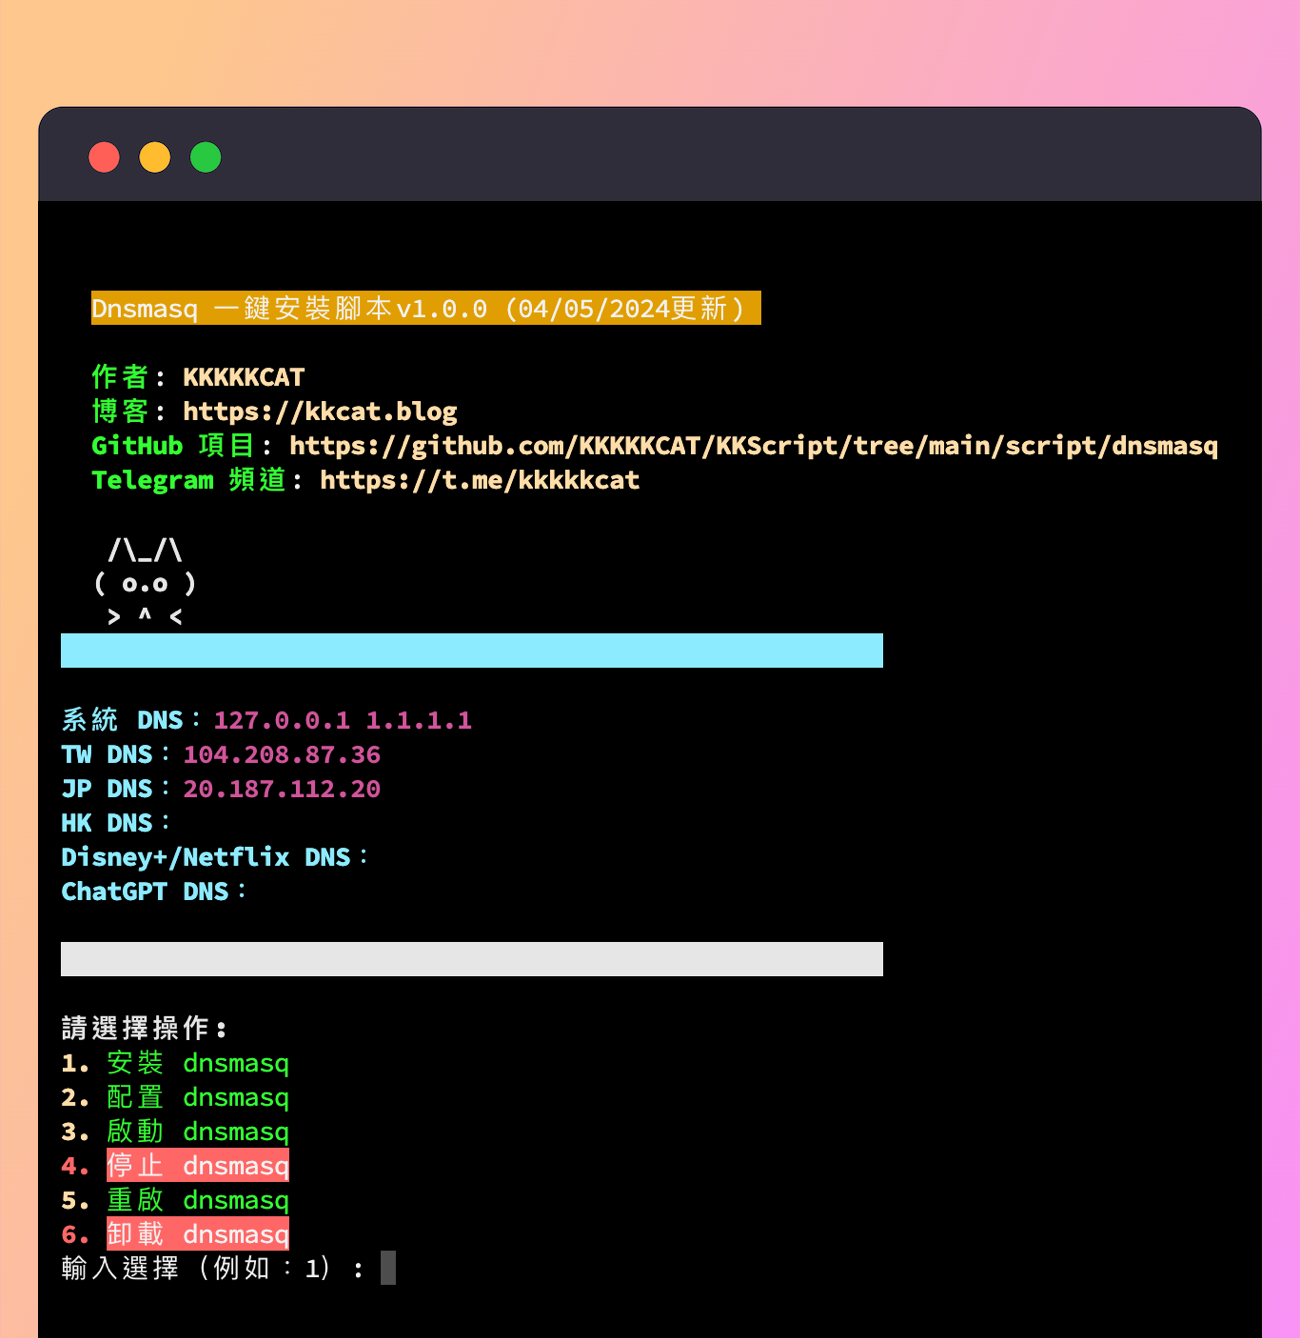 Dnsmasq 一鍵安裝腳本v1.0.0 (04/05/2024更新)
作者: KKKKKCAT
博客: https://kkcat.blog
GitHub 項目: https://github.com/KKKKKCAT/KKScript/tree/main/script/dnsmasq
Telegram 頻道: https://t.me/kkkkkcat
/\_/\
( o.o )
> ^ <
系統 DNS：127.0.0.1 1.1.1.1
TW DNS：104.208.87.36
JP DNS：20.187.112.20
HK DNS：
Disney+/Netflix DNS：
ChatGPT DNS：
請選擇操作:
1. 安裝 dnsmasq
2. 配置 dnsmasq
3. 啟動 dnsmasq
4. 停止 dnsmasq
5. 重啟 dnsmasq
6. 卸載 dnsmasq
輸入選擇（例如：1）: